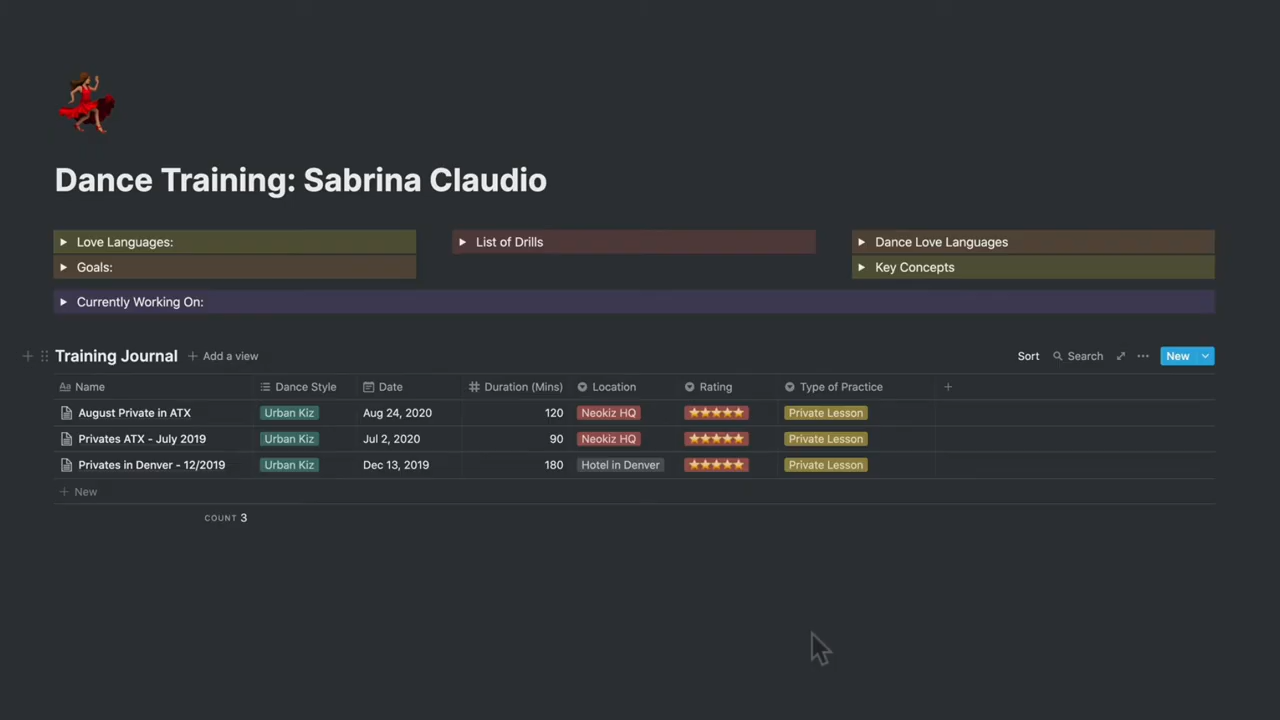 Dance Training: Sabrina Claudio
Love Languages:
Goals:
List of Drills
Dance Love Languages
Key Concepts
Currently Working On:
Training Journal + Add a view Sort Search ... New
Aa Name Dance Style Date # Duration (Mins) Location Rating Type of Practice +
August Private in ATX Urban Kiz Aug 24, 2020 120 Neokiz HQ ⭐⭐⭐⭐⭐ Private Lesson
Privates ATX - July 2019 Urban Kiz Jul 2, 2020 90 Neokiz HQ ⭐⭐⭐⭐⭐ Private Lesson
Privates in Denver - 12/2019 Urban Kiz Dec 13, 2019 180 Hotel in Denver ⭐⭐⭐⭐⭐ Private Lesson
+ New
COUNT 3